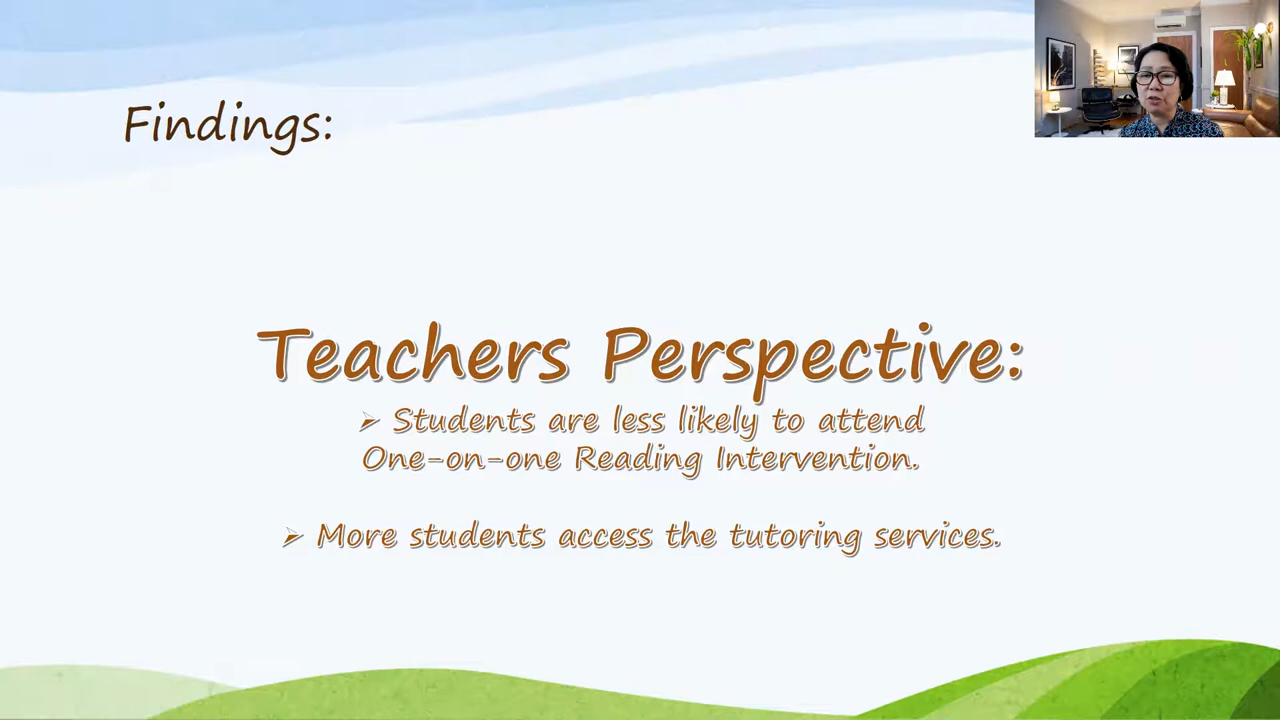 Findings:
Teachers Perspective:
➢ Students are less likely to attend
One-on-one Reading Intervention.
➢ More students access the tutoring services.